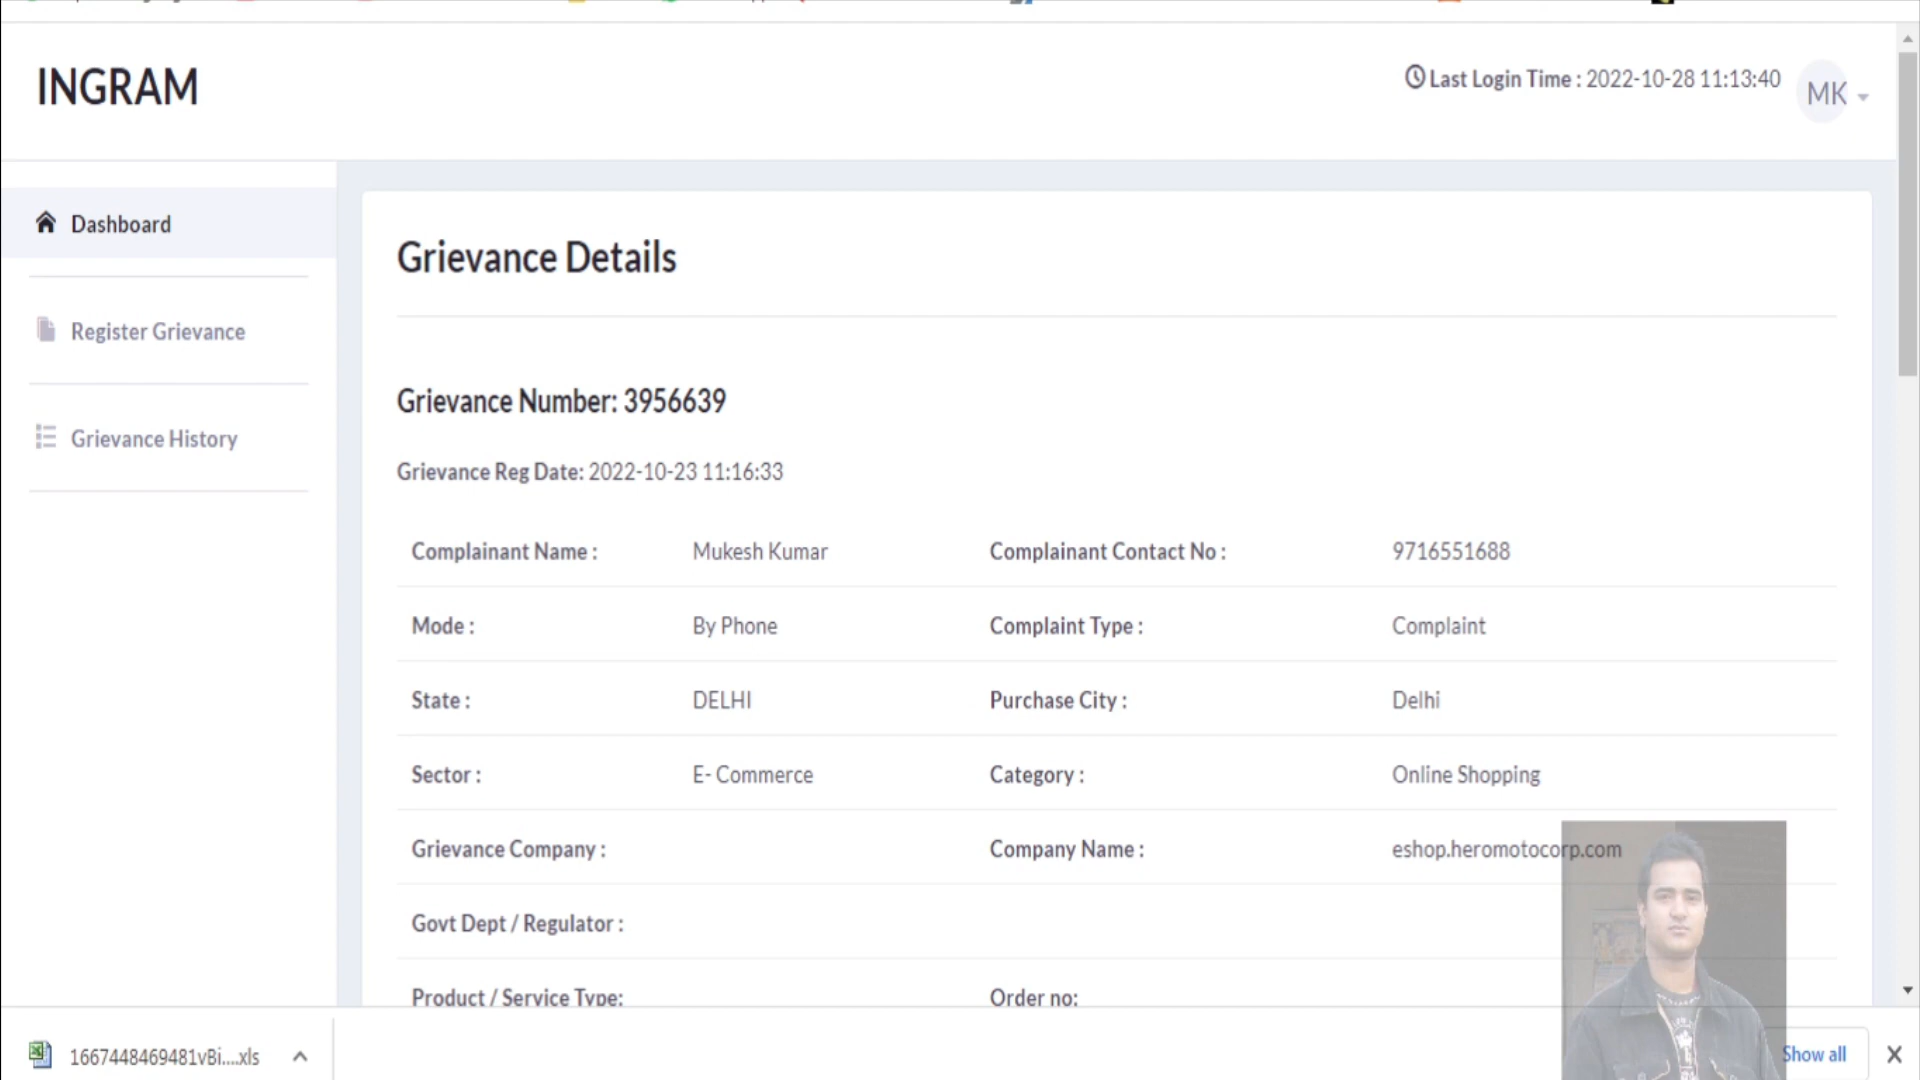 INGRAM
Last Login Time : 2022-10-28 11:13:40
MK
Dashboard
Register Grievance
Grievance History
Grievance Details
Grievance Number: 3956639
Grievance Reg Date: 2022-10-23 11:16:33
Complainant Name : Mukesh Kumar Complainant Contact No : 9716551688
Mode : By Phone Complaint Type : Complaint
State : DELHI Purchase City : Delhi
Sector : E- Commerce Category : Online Shopping
Grievance Company : Company Name : eshop.heromotocorp.com
Govt Dept / Regulator :
Product / Service Type: Order no:
1667448469481vBi....xls
Show all